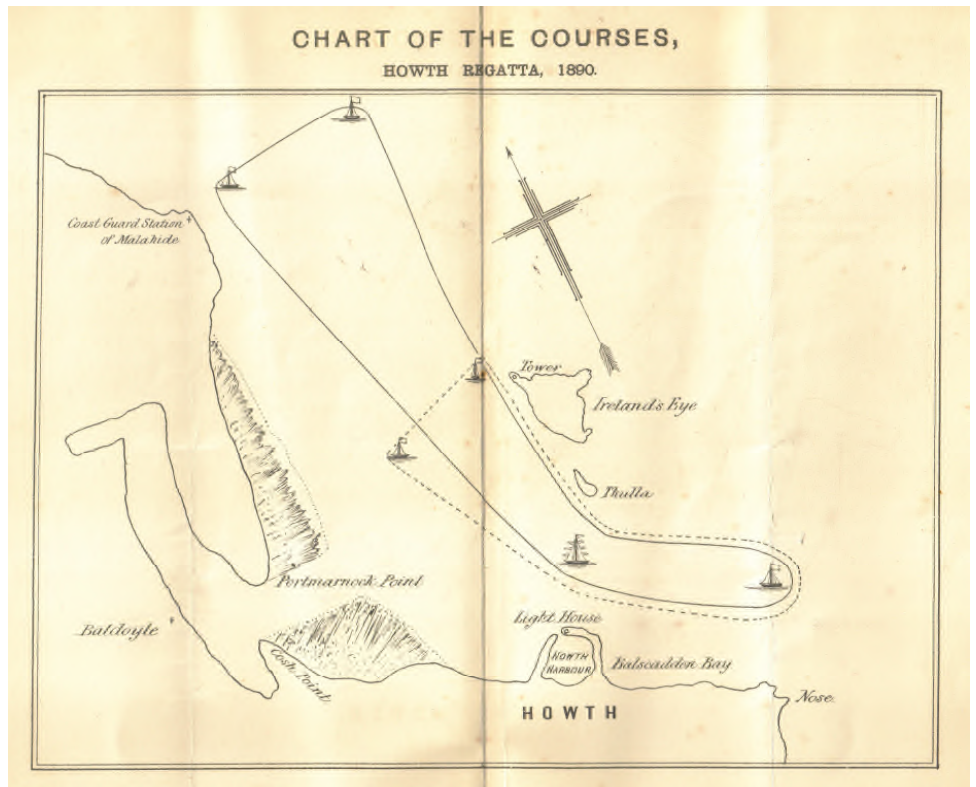 CHART OF THE COURSES,
HOWTH REGATTA, 1890.
Coast Guard Station
of Malahide
Tower
Ireland's Eye
Thulla
Portmarnock Point
Baldoyle
Cosh Point
Light House
HOWTH
HARBOUR
Balscadden Bay
Nose
HOWTH